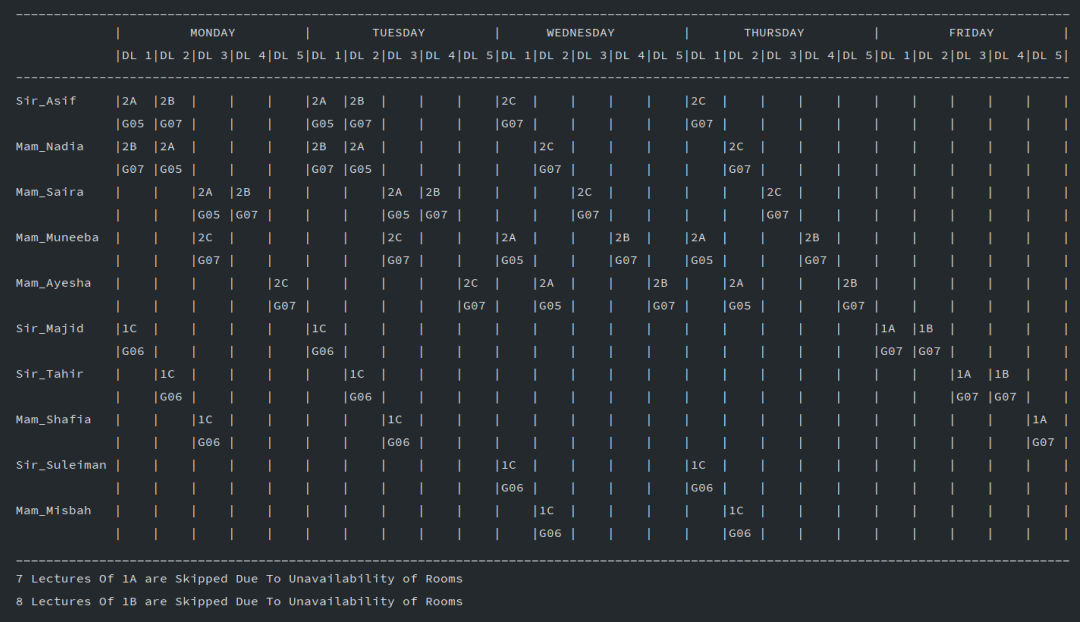 | MONDAY | TUESDAY | WEDNESDAY | THURSDAY | FRIDAY |
|DL 1|DL 2|DL 3|DL 4|DL 5|DL 1|DL 2|DL 3|DL 4|DL 5|DL 1|DL 2|DL 3|DL 4|DL 5|DL 1|DL 2|DL 3|DL 4|DL 5|DL 1|DL 2|DL 3|DL 4|DL 5|
Sir_Asif |2A |2B | | | |2A |2B | | | |2C | | | | |2C | | | | | | | | | |
|G05 |G07 | | | |G05 |G07 | | | |G07 | | | | |G07 | | | | | | | | | |
Mam_Nadia |2B |2A | | | |2B |2A | | | | |2C | | | | |2C | | | | | | | | |
|G07 |G05 | | | |G07 |G05 | | | | |G07 | | | | |G07 | | | | | | | | |
Mam_Saira | | |2A |2B | | | |2A |2B | | | |2C | | | | |2C | | | | | | | |
| | |G05 |G07 | | | |G05 |G07 | | | |G07 | | | | |G07 | | | | | | | |
Mam_Muneeba | | |2C | | | | |2C | | |2A | | |2B | |2A | | |2B | | | | | | |
| | |G07 | | | | |G07 | | |G05 | | |G07 | |G05 | | |G07 | | | | | | |
Mam_Ayesha | | | | |2C | | | | |2C | |2A | | |2B | |2A | | |2B | | | | | |
| | | | |G07 | | | | |G07 | |G05 | | |G07 | |G05 | | |G07 | | | | | |
Sir_Majid |1C | | | | |1C | | | | | | | | | | | | | | |1A |1B | | | |
|G06 | | | | |G06 | | | | | | | | | | | | | | |G07 |G07 | | | |
Sir_Tahir | |1C | | | | |1C | | | | | | | | | | | | | | | |1A |1B | |
| |G06 | | | | |G06 | | | | | | | | | | | | | | | |G07 |G07 | |
Mam_Shafia | | |1C | | | | |1C | | | | | | | | | | | | | | | | |1A |
| | |G06 | | | | |G06 | | | | | | | | | | | | | | | | |G07 |
Sir_Suleiman | | | | | | | | | | |1C | | | | |1C | | | | | | | | | |
| | | | | | | | | | |G06 | | | | |G06 | | | | | | | | | |
Mam_Misbah | | | | | | | | | | | |1C | | | | |1C | | | | | | | | |
| | | | | | | | | | | |G06 | | | | |G06 | | | | | | | | |
7 Lectures Of 1A are Skipped Due To Unavailability of Rooms
8 Lectures Of 1B are Skipped Due To Unavailability of Rooms